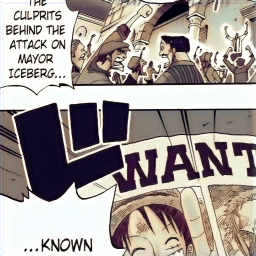 THE
CULPRITS
BEHIND THE
ATTACK ON
MAYOR
ICEBERG...
WANT
...KNOWN